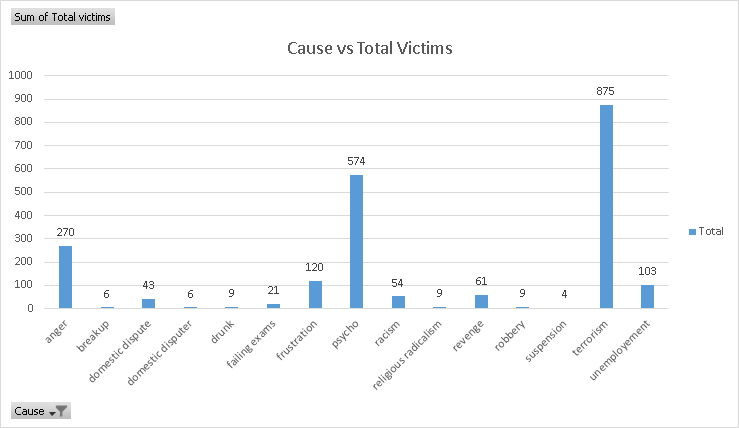 Sum of Total victims
Cause vs Total Victims
1000
900
800
700
600
500
400
300
200
100
0
270
6
43
6
9
21
120
574
54
9
61
9
4
875
103
anger
breakup
domestic dispute
domestic disputer
drunk
failing exams
frustration
psycho
racism
religious radicalism
revenge
robbery
suspension
terrorism
unemployement
Total
Cause